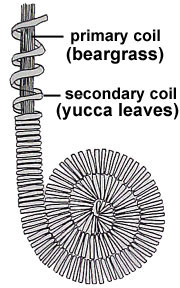 primary coil
(beargrass)
secondary coil
(yucca leaves)